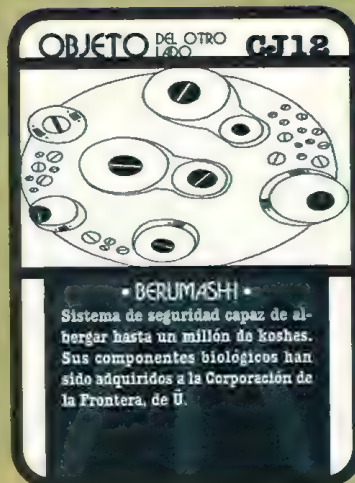 OBJETO DEL OTRO LADO CJ12
• BERUMASHI •
Sistema de seguridad capaz de al-
bergar hasta un millón de koshes.
Sus componentes biológicos han
sido adquiridos a la Corporación de
la Frontera, de Ü.